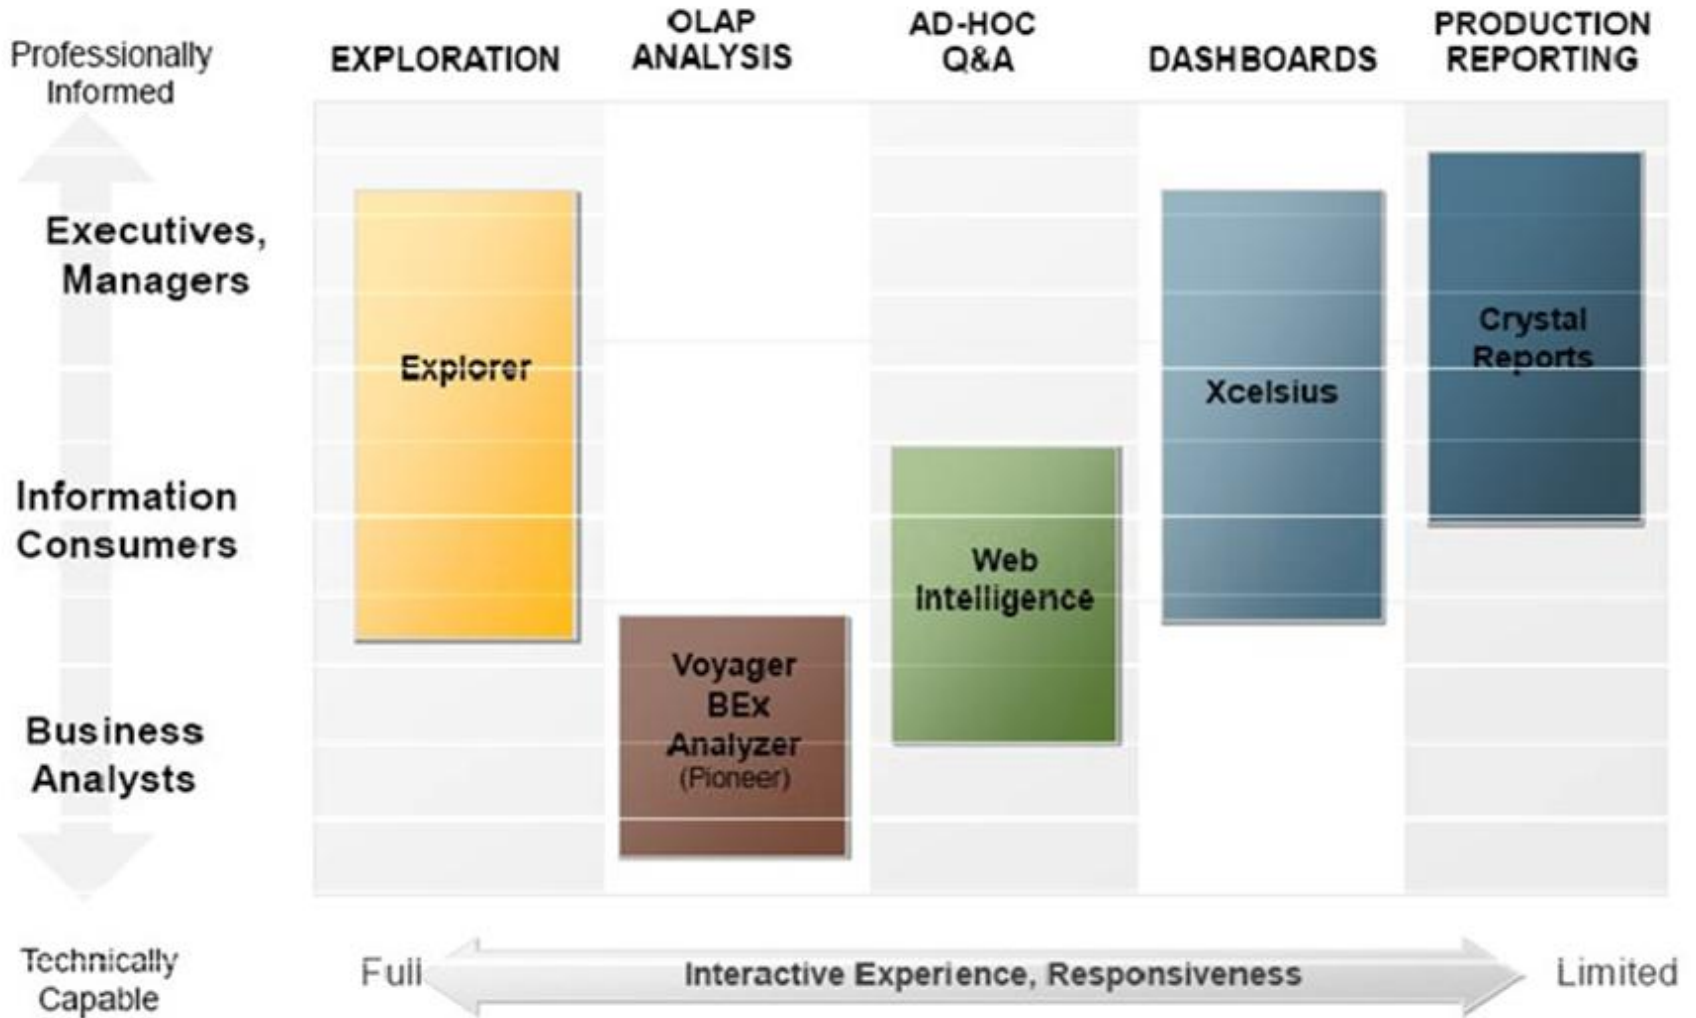 Professionally
Informed
EXPLORATION
OLAP
ANALYSIS
AD-HOC
Q&A
DASHBOARDS
PRODUCTION
REPORTING
Executives,
Managers
Information
Consumers
Business
Analysts
Technically
Capable
Explorer
Voyager
BEx
Analyzer
(Pioneer)
Web
Intelligence
Xcelsius
Crystal
Reports
Full
Interactive Experience, Responsiveness
Limited